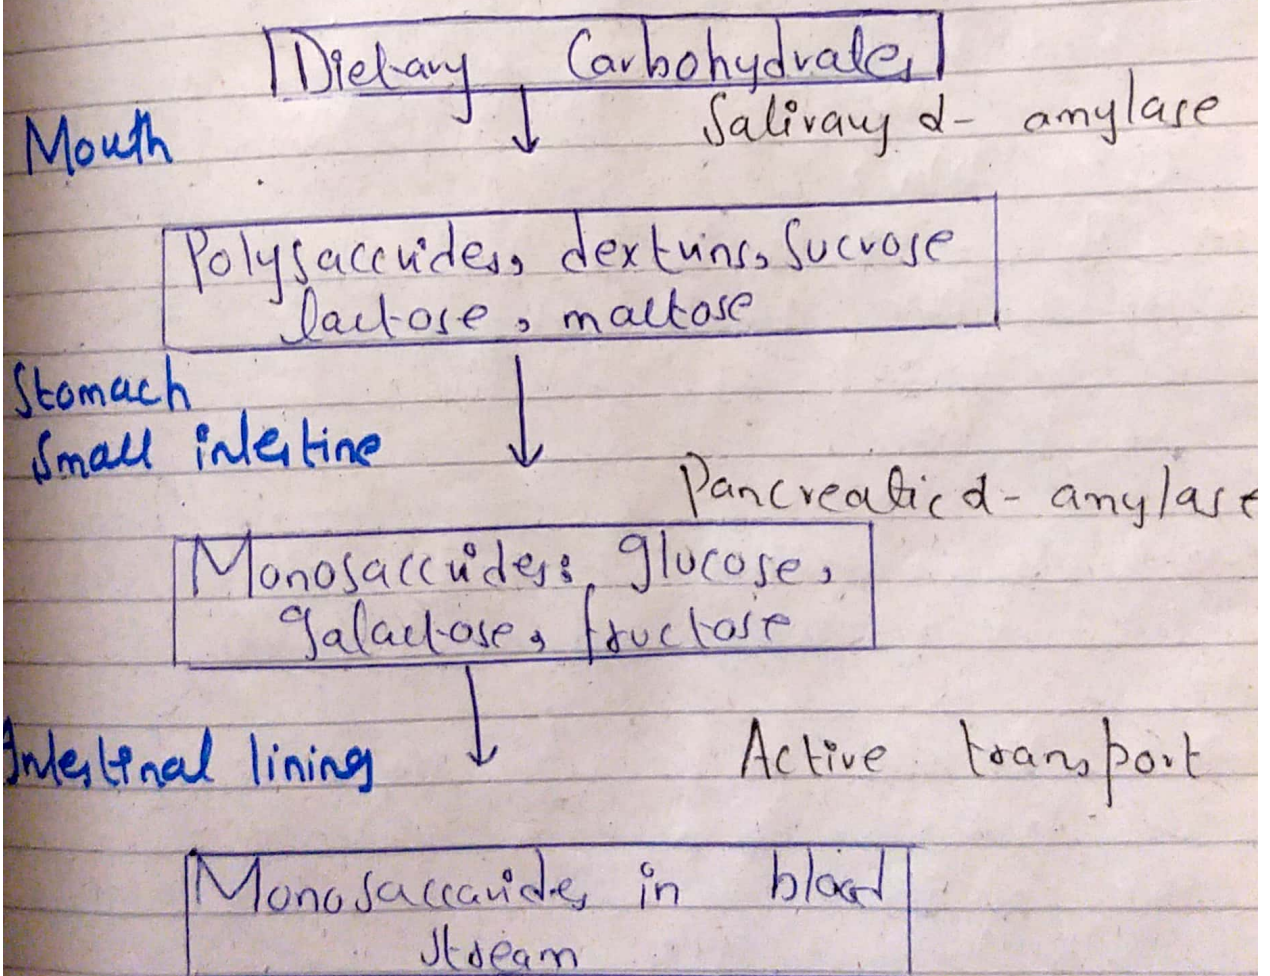 Dietary Carbohydrates
Mouth
Salivary α- amylase
Polysaccrides, dextrins, Sucrose
lactose, maltose
Stomach
Small intestine
Pancreatic α- amylase
Monosaccrides: glucose,
galactose, fructose
Intestinal lining
Active transport
Monosaccarides in blood
stream